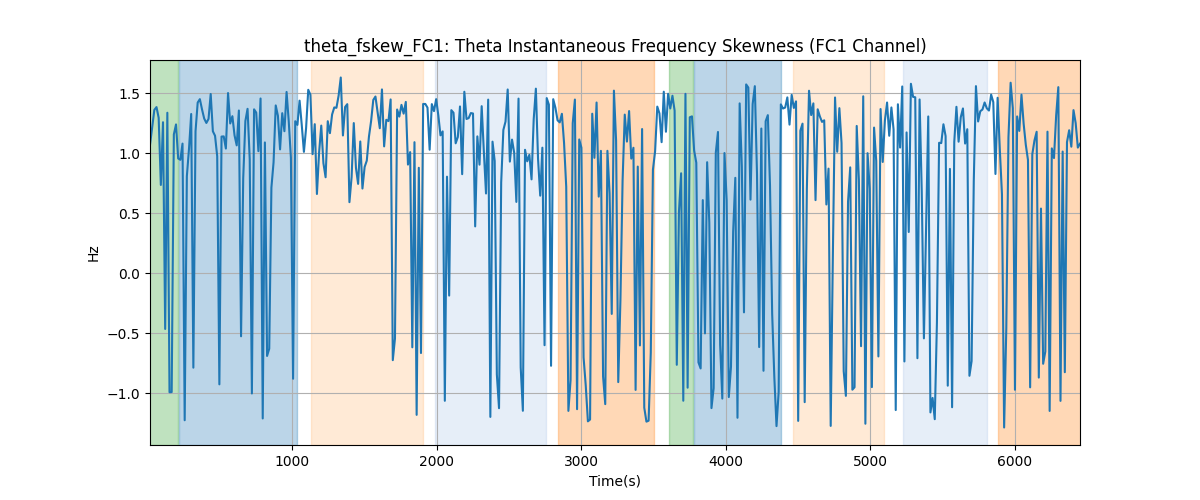 theta_fskew_FC1: Theta Instantaneous Frequency Skewness (FC1 Channel)
1.5
1.0
0.5
0.0
−0.5
−1.0
Hz
1000 2000 3000 4000 5000 6000
Time(s)